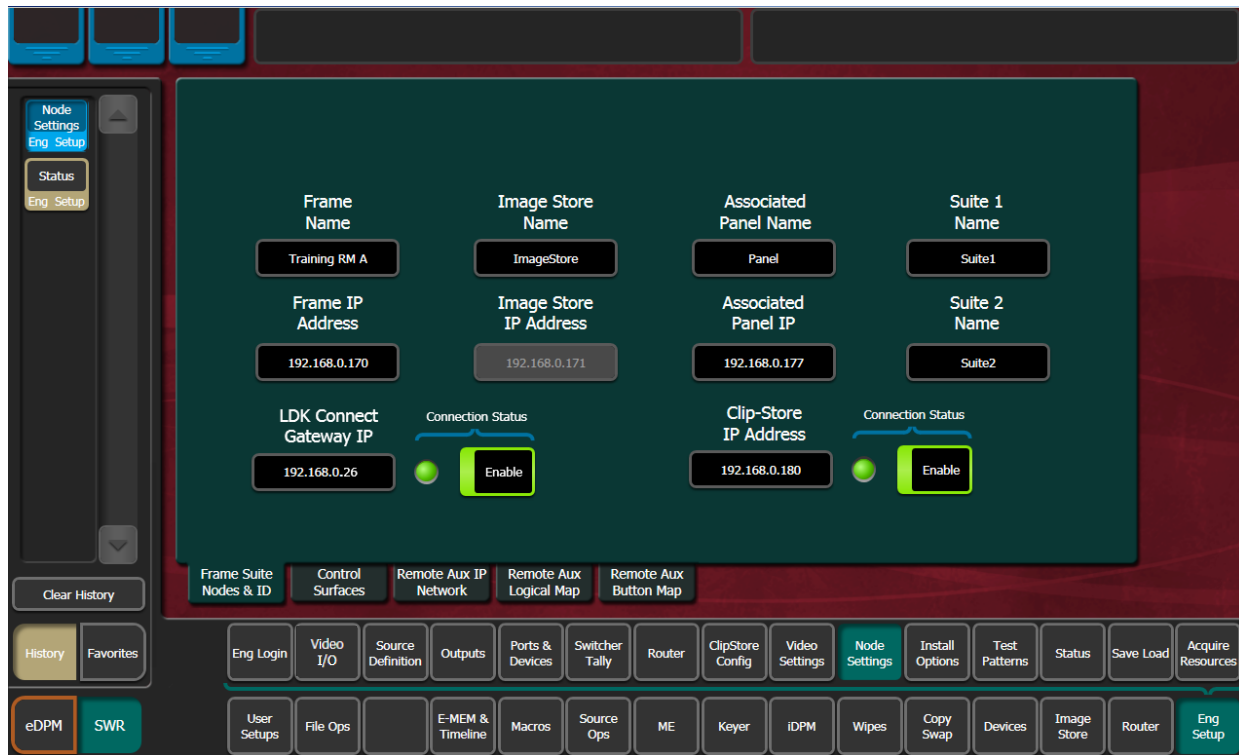 Node
Settings
Eng Setup
Status
Eng Setup
Frame
Name
Training RM A
Image Store
Name
ImageStore
Associated
Panel Name
Panel
Suite 1
Name
Suite1
Frame IP
Address
192.168.0.170
Image Store
IP Address
192.168.0.171
Associated
Panel IP
192.168.0.177
Suite 2
Name
Suite2
LDK Connect
Gateway IP
192.168.0.26
Connection Status
Enable
Clip-Store
IP Address
192.168.0.180
Connection Status
Enable
Frame Suite
Nodes & ID
Control
Surfaces
Remote Aux IP
Network
Remote Aux
Logical Map
Remote Aux
Button Map
Clear History
History
Favorites
Eng Login
Video
I/O
Source
Definition
Outputs
Ports &
Devices
Switcher
Tally
Router
ClipStore
Config
Video
Settings
Node
Settings
Install
Options
Test
Patterns
Status
Save Load
Acquire
Resources
eDPM
SWR
User
Setups
File Ops
E-MEM &
Timeline
Macros
Source
Ops
ME
Keyer
iDPM
Wipes
Copy
Swap
Devices
Image
Store
Router
Eng
Setup